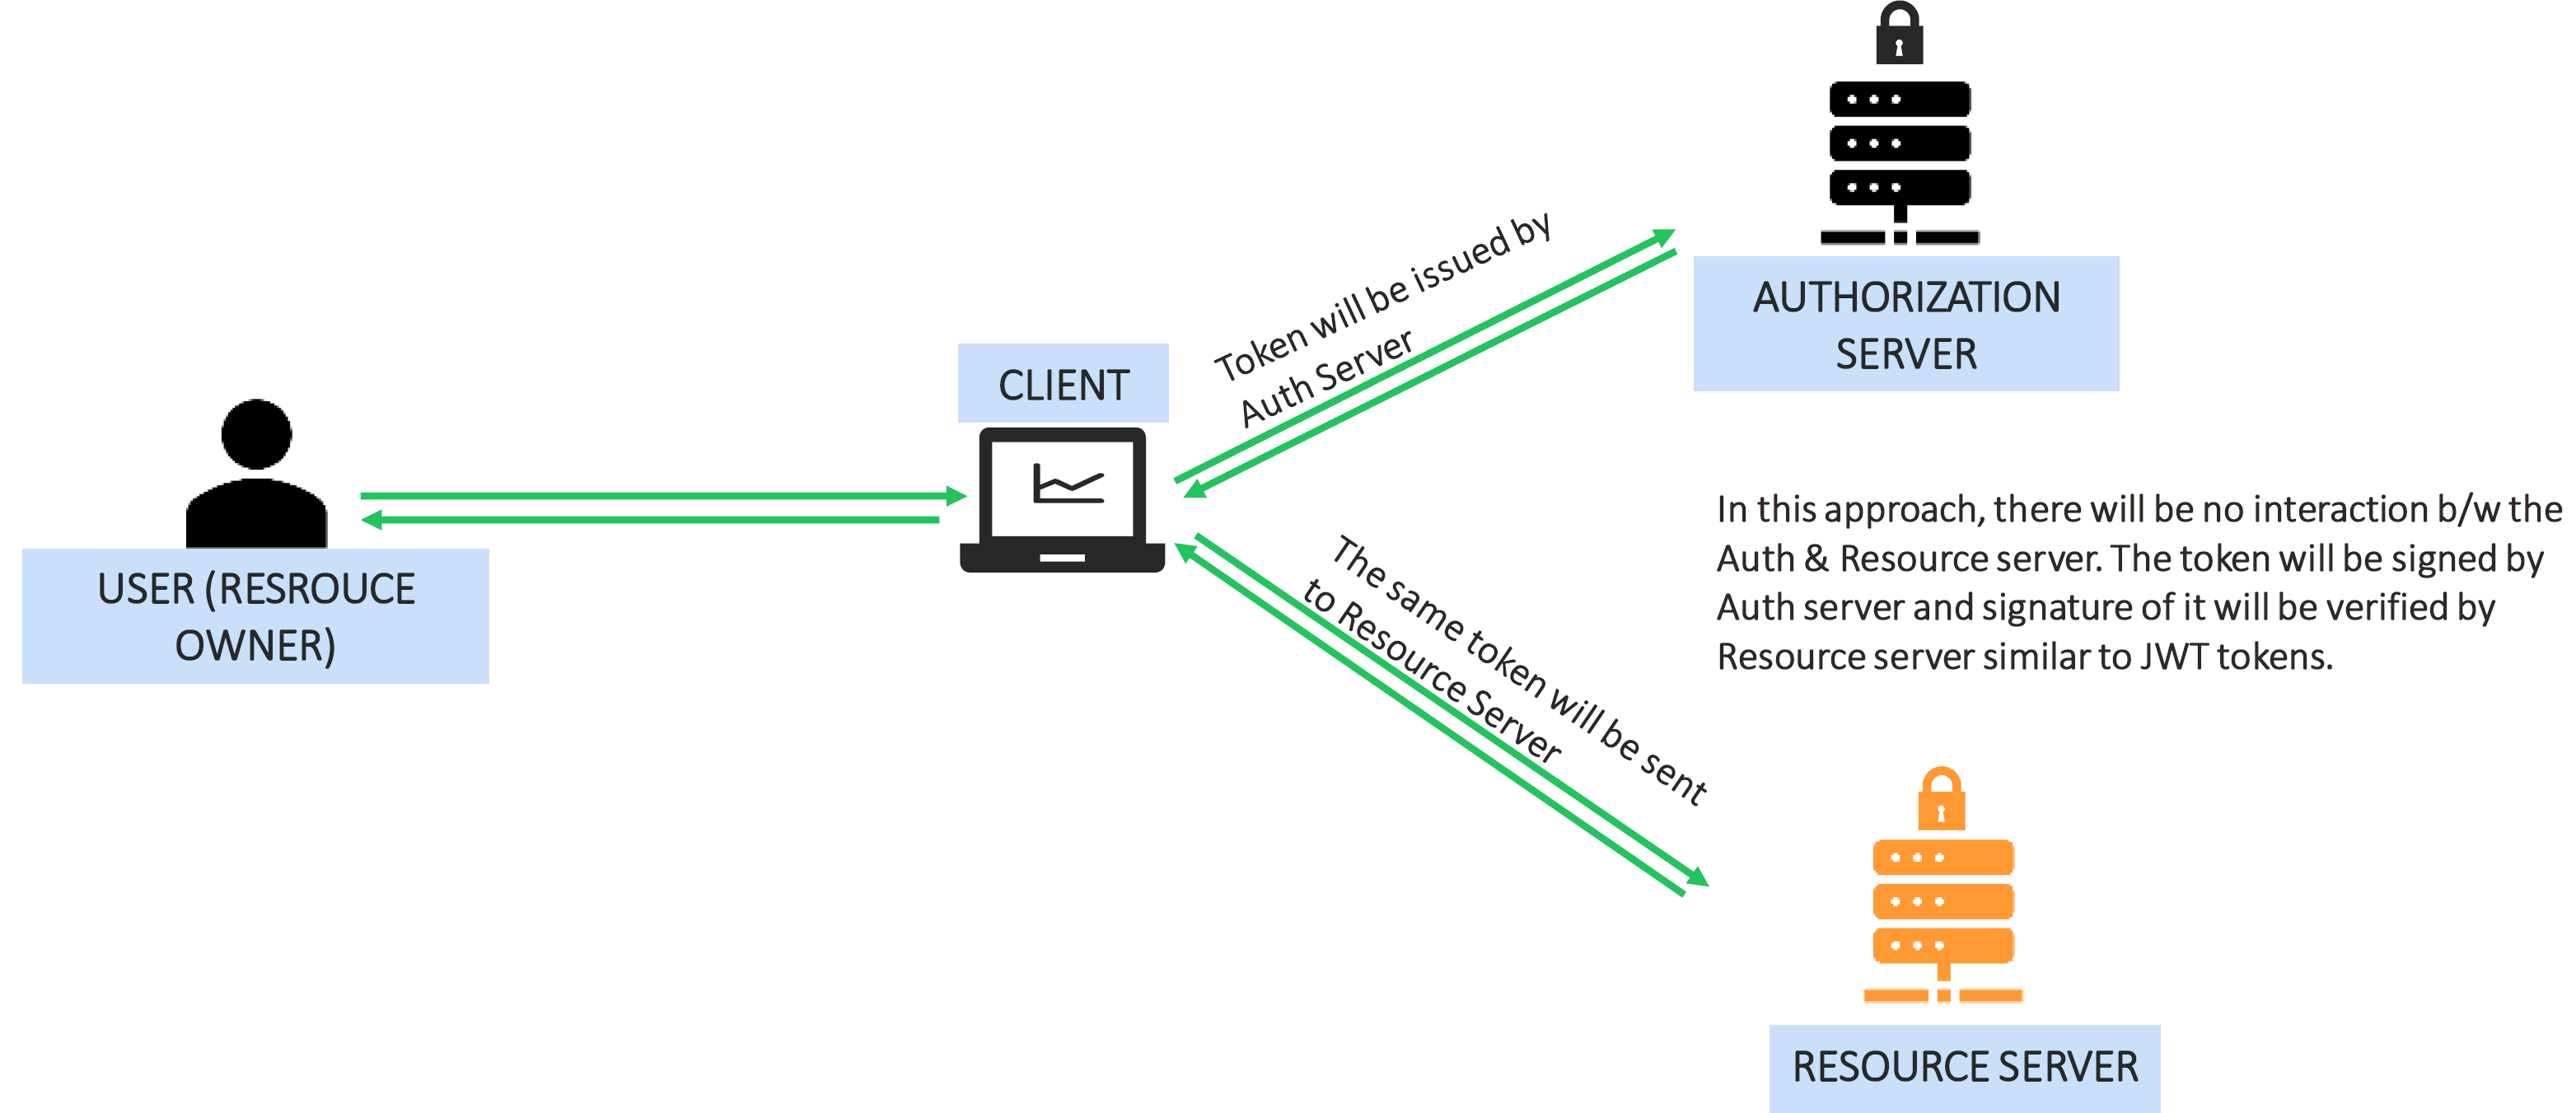 AUTHORIZATION
SERVER
Token will be issued by
Auth Server
CLIENT
USER (RESROUCE
OWNER)
In this approach, there will be no interaction b/w the
Auth & Resource server. The token will be signed by
Auth server and signature of it will be verified by
Resource server similar to JWT tokens.
The same token will be sent
to Resource Server
RESOURCE SERVER